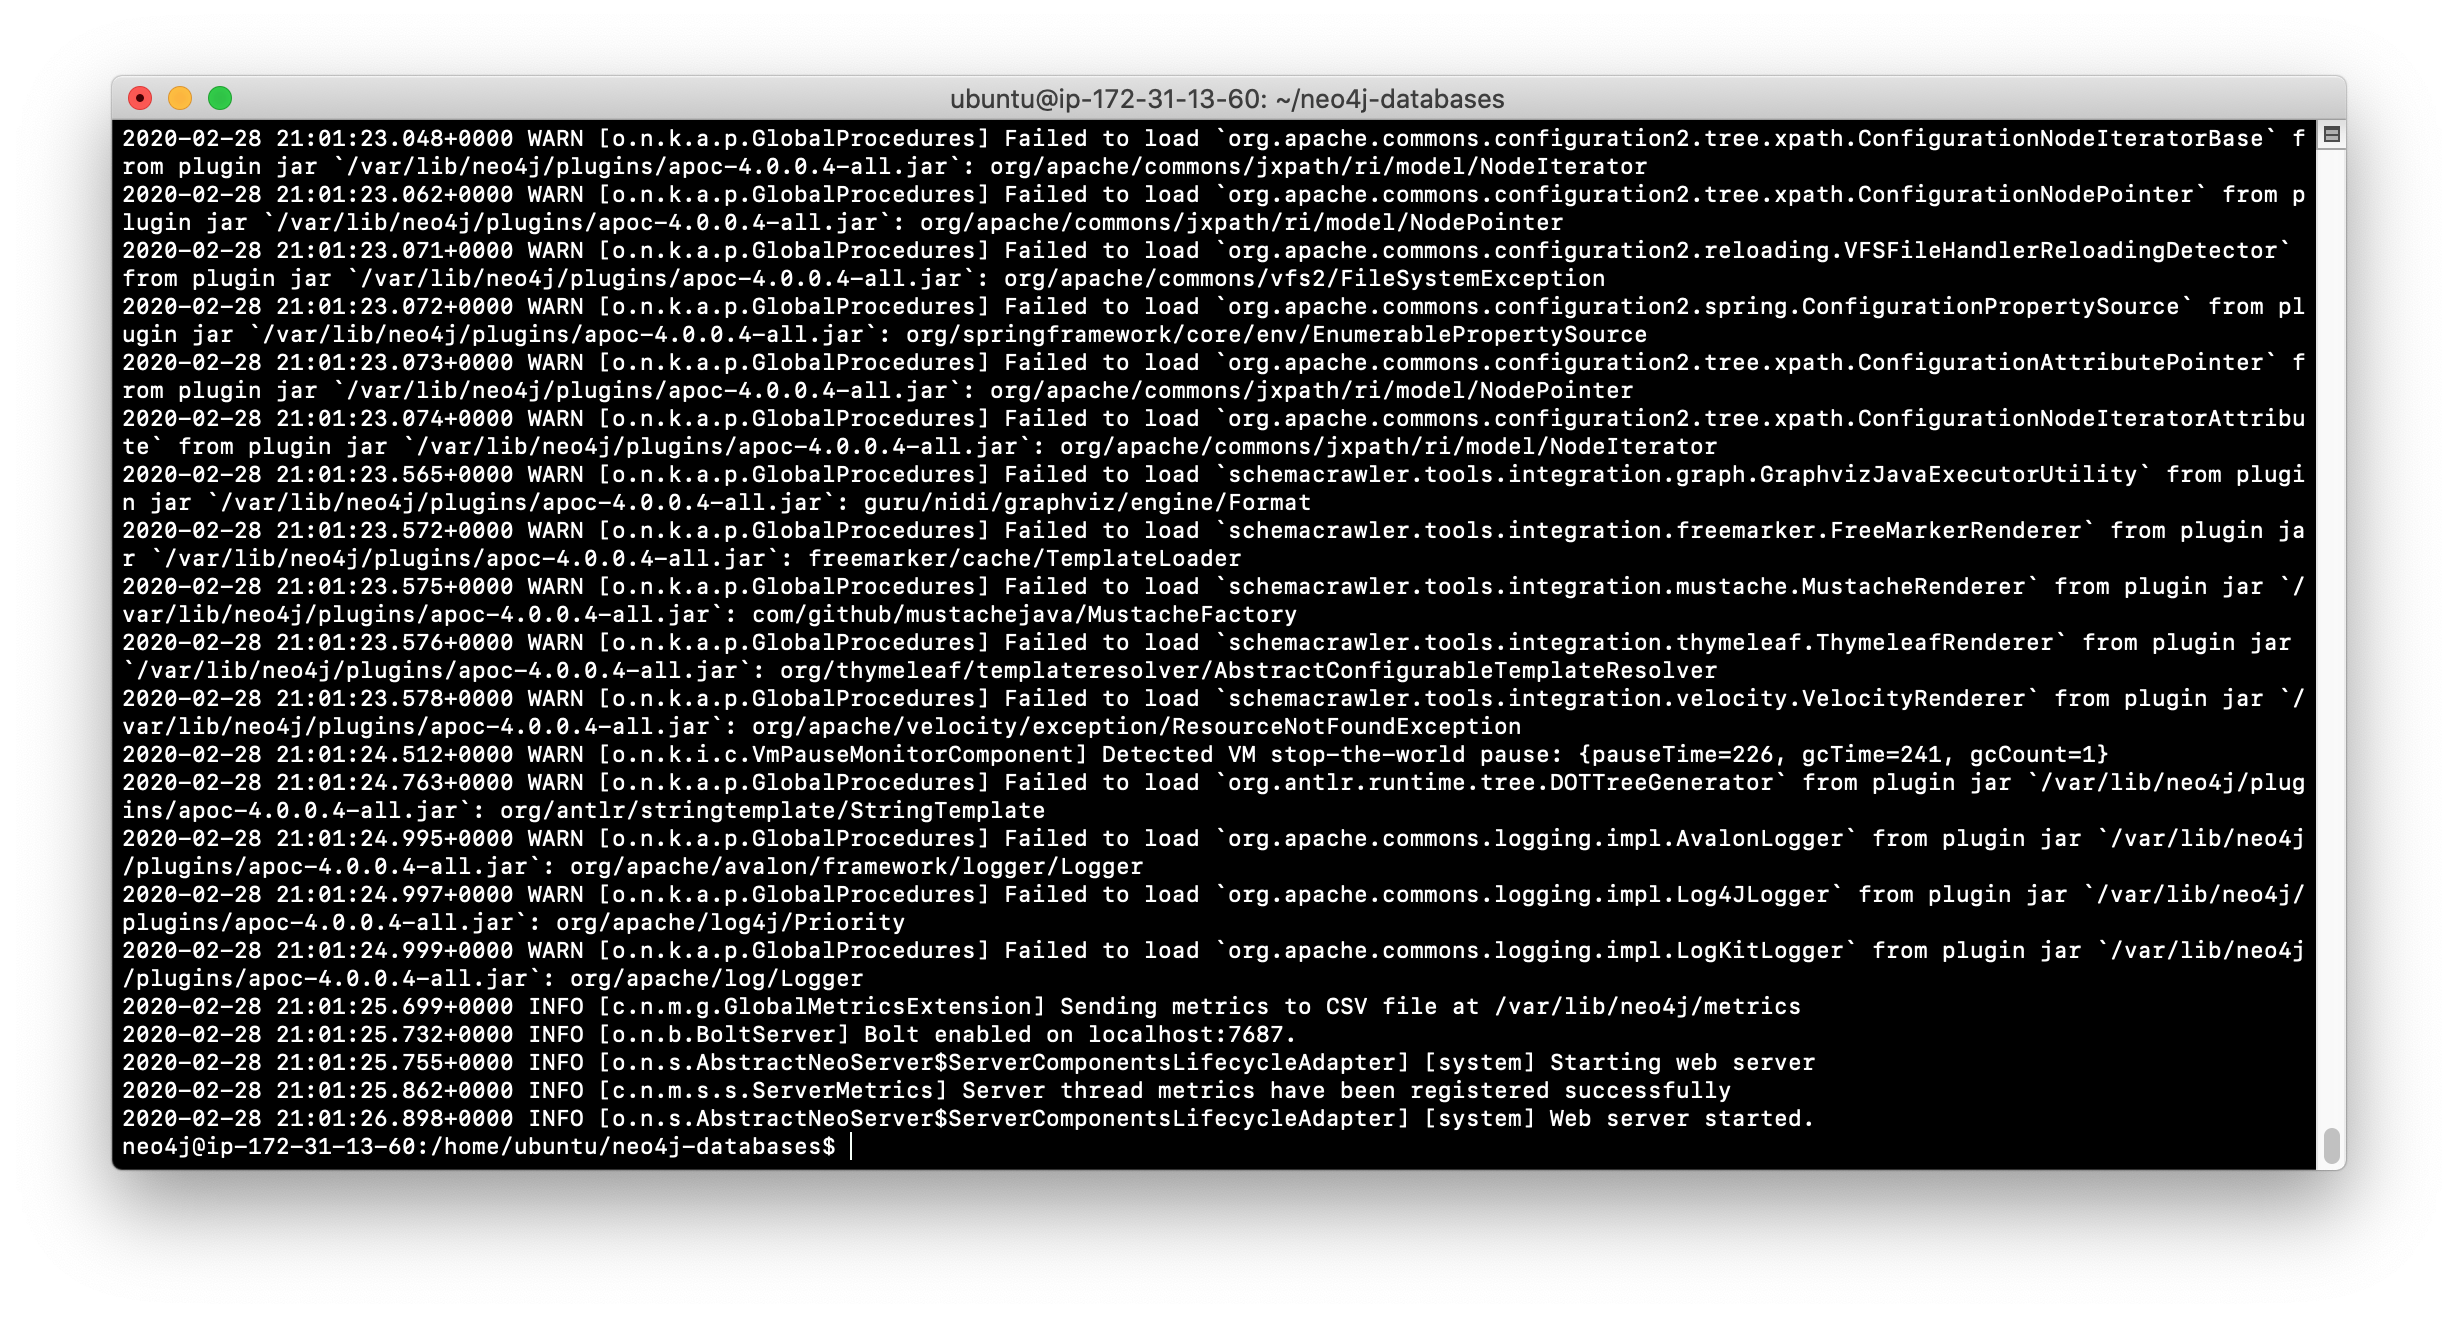 ubuntu@ip-172-31-13-60: ~/neo4j-databases
2020-02-28 21:01:23.048+0000 WARN [o.n.k.a.p.GlobalProcedures] Failed to load `org.apache.commons.configuration2.tree.xpath.ConfigurationNodeIteratorBase` f
rom plugin jar `/var/lib/neo4j/plugins/apoc-4.0.0.4-all.jar`: org/apache/commons/jxpath/ri/model/NodeIterator
2020-02-28 21:01:23.062+0000 WARN [o.n.k.a.p.GlobalProcedures] Failed to load `org.apache.commons.configuration2.tree.xpath.ConfigurationNodePointer` from p
lugin jar `/var/lib/neo4j/plugins/apoc-4.0.0.4-all.jar`: org/apache/commons/jxpath/ri/model/NodePointer
2020-02-28 21:01:23.071+0000 WARN [o.n.k.a.p.GlobalProcedures] Failed to load `org.apache.commons.configuration2.reloading.VFSFileHandlerReloadingDetector`
from plugin jar `/var/lib/neo4j/plugins/apoc-4.0.0.4-all.jar`: org/apache/commons/vfs2/FileSystemException
2020-02-28 21:01:23.072+0000 WARN [o.n.k.a.p.GlobalProcedures] Failed to load `org.apache.commons.configuration2.spring.ConfigurationPropertySource` from pl
ugin jar `/var/lib/neo4j/plugins/apoc-4.0.0.4-all.jar`: org/springframework/core/env/EnumerablePropertySource
2020-02-28 21:01:23.073+0000 WARN [o.n.k.a.p.GlobalProcedures] Failed to load `org.apache.commons.configuration2.tree.xpath.ConfigurationAttributePointer` f
rom plugin jar `/var/lib/neo4j/plugins/apoc-4.0.0.4-all.jar`: org/apache/commons/jxpath/ri/model/NodePointer
2020-02-28 21:01:23.074+0000 WARN [o.n.k.a.p.GlobalProcedures] Failed to load `org.apache.commons.configuration2.tree.xpath.ConfigurationNodeIteratorAttribu
te` from plugin jar `/var/lib/neo4j/plugins/apoc-4.0.0.4-all.jar`: org/apache/commons/jxpath/ri/model/NodeIterator
2020-02-28 21:01:23.565+0000 WARN [o.n.k.a.p.GlobalProcedures] Failed to load `schemacrawler.tools.integration.graph.GraphvizJavaExecutorUtility` from plugi
n jar `/var/lib/neo4j/plugins/apoc-4.0.0.4-all.jar`: guru/nidi/graphviz/engine/Format
2020-02-28 21:01:23.572+0000 WARN [o.n.k.a.p.GlobalProcedures] Failed to load `schemacrawler.tools.integration.freemarker.FreeMarkerRenderer` from plugin ja
r `/var/lib/neo4j/plugins/apoc-4.0.0.4-all.jar`: freemarker/cache/TemplateLoader
2020-02-28 21:01:23.575+0000 WARN [o.n.k.a.p.GlobalProcedures] Failed to load `schemacrawler.tools.integration.mustache.MustacheRenderer` from plugin jar `/
var/lib/neo4j/plugins/apoc-4.0.0.4-all.jar`: com/github/mustachejava/MustacheFactory
2020-02-28 21:01:23.576+0000 WARN [o.n.k.a.p.GlobalProcedures] Failed to load `schemacrawler.tools.integration.thymeleaf.ThymeleafRenderer` from plugin jar
`/var/lib/neo4j/plugins/apoc-4.0.0.4-all.jar`: org/thymeleaf/templateresolver/AbstractConfigurableTemplateResolver
2020-02-28 21:01:23.578+0000 WARN [o.n.k.a.p.GlobalProcedures] Failed to load `schemacrawler.tools.integration.velocity.VelocityRenderer` from plugin jar `/
var/lib/neo4j/plugins/apoc-4.0.0.4-all.jar`: org/apache/velocity/exception/ResourceNotFoundException
2020-02-28 21:01:24.512+0000 WARN [o.n.k.i.c.VmPauseMonitorComponent] Detected VM stop-the-world pause: {pauseTime=226, gcTime=241, gcCount=1}
2020-02-28 21:01:24.763+0000 WARN [o.n.k.a.p.GlobalProcedures] Failed to load `org.antlr.runtime.tree.DOTTreeGenerator` from plugin jar `/var/lib/neo4j/plug
ins/apoc-4.0.0.4-all.jar`: org/antlr/stringtemplate/StringTemplate
2020-02-28 21:01:24.995+0000 WARN [o.n.k.a.p.GlobalProcedures] Failed to load `org.apache.commons.logging.impl.AvalonLogger` from plugin jar `/var/lib/neo4j
/plugins/apoc-4.0.0.4-all.jar`: org/apache/avalon/framework/logger/Logger
2020-02-28 21:01:24.997+0000 WARN [o.n.k.a.p.GlobalProcedures] Failed to load `org.apache.commons.logging.impl.Log4JLogger` from plugin jar `/var/lib/neo4j/
plugins/apoc-4.0.0.4-all.jar`: org/apache/log4j/Priority
2020-02-28 21:01:24.999+0000 WARN [o.n.k.a.p.GlobalProcedures] Failed to load `org.apache.commons.logging.impl.LogKitLogger` from plugin jar `/var/lib/neo4j
/plugins/apoc-4.0.0.4-all.jar`: org/apache/log/Logger
2020-02-28 21:01:25.699+0000 INFO [c.n.m.g.GlobalMetricsExtension] Sending metrics to CSV file at /var/lib/neo4j/metrics
2020-02-28 21:01:25.732+0000 INFO [o.n.b.BoltServer] Bolt enabled on localhost:7687.
2020-02-28 21:01:25.755+0000 INFO [o.n.s.AbstractNeoServer$ServerComponentsLifecycleAdapter] [system] Starting web server
2020-02-28 21:01:25.862+0000 INFO [c.n.m.s.s.ServerMetrics] Server thread metrics have been registered successfully
2020-02-28 21:01:26.898+0000 INFO [o.n.s.AbstractNeoServer$ServerComponentsLifecycleAdapter] [system] Web server started.
neo4j@ip-172-31-13-60:/home/ubuntu/neo4j-databases$